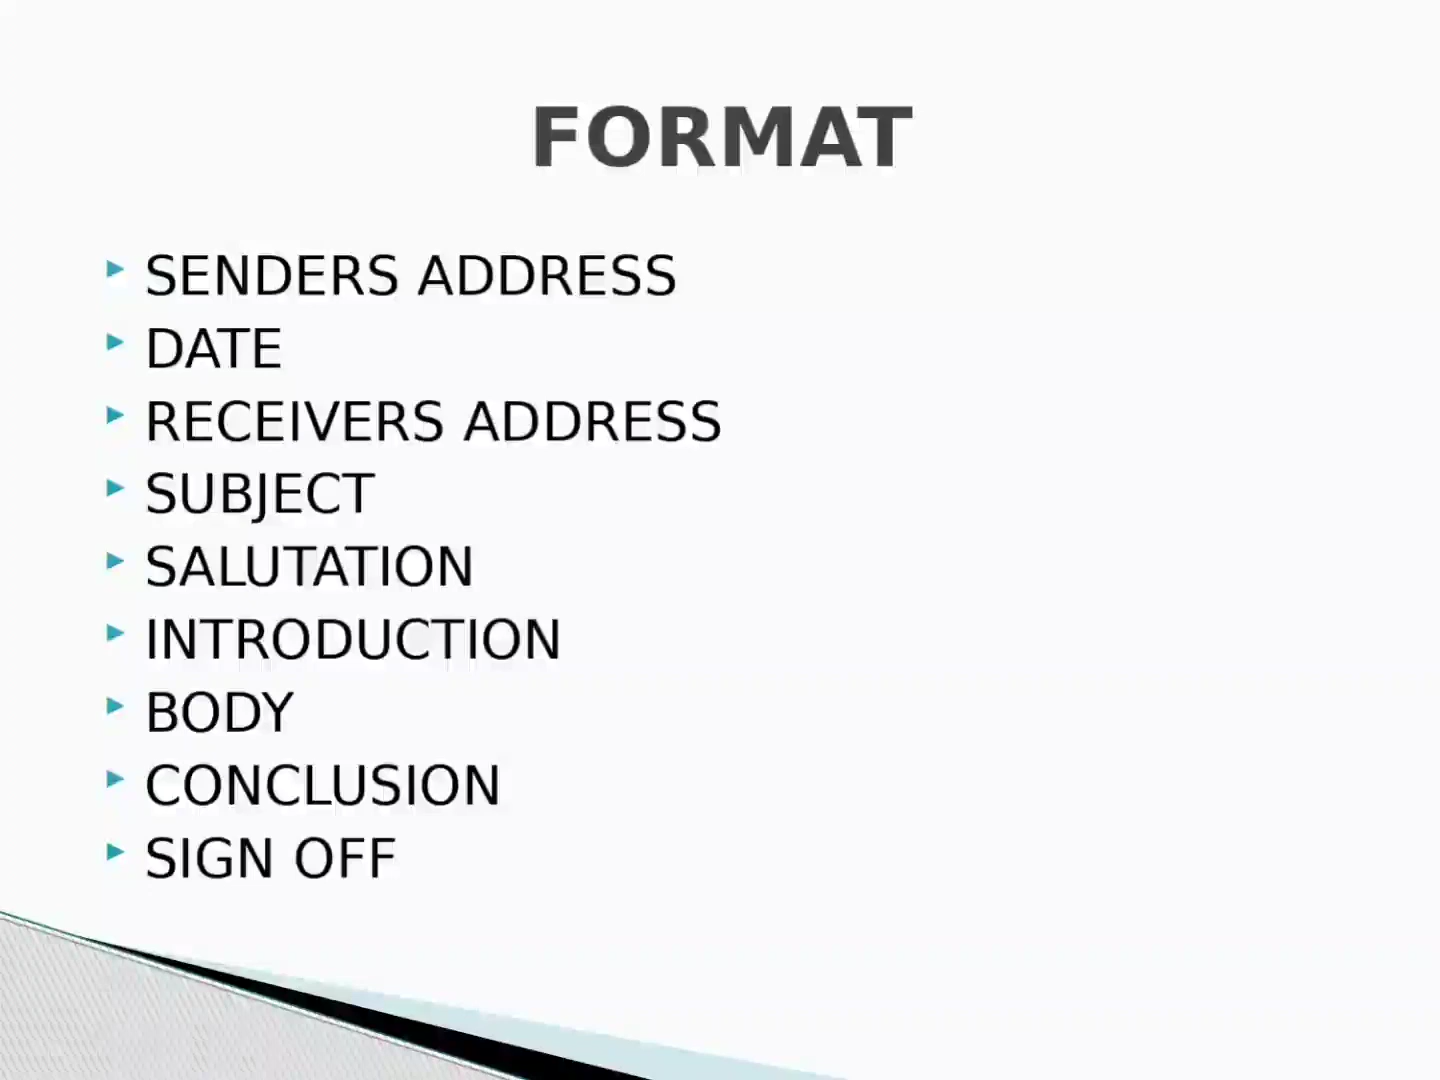 FORMAT
SENDERS ADDRESS
DATE
RECEIVERS ADDRESS
SUBJECT
SALUTATION
INTRODUCTION
BODY
CONCLUSION
SIGN OFF